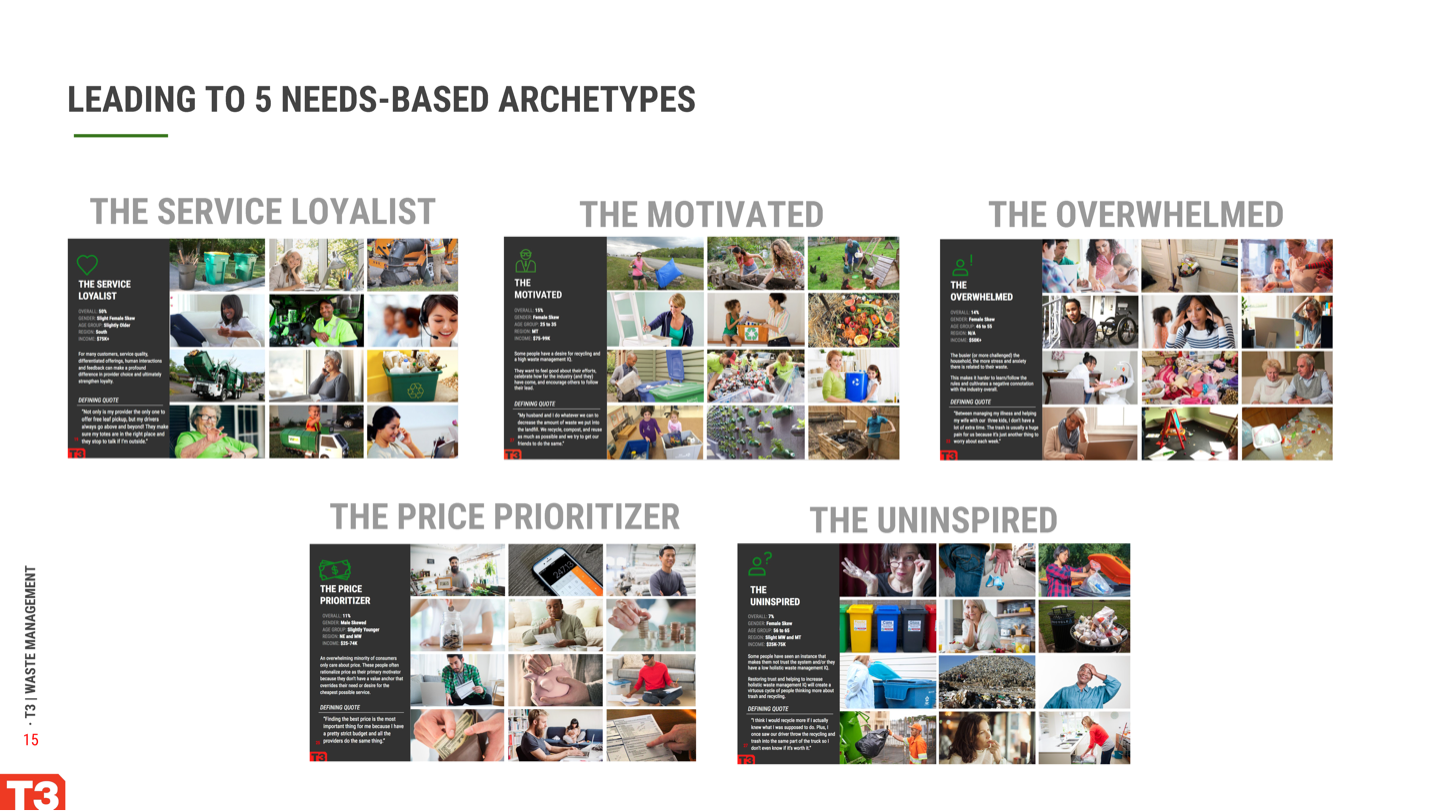 LEADING TO 5 NEEDS-BASED ARCHETYPES
THE SERVICE LOYALIST
THE SERVICE
LOYALIST
GENDER: Slight Female Skew
AGE GROUP: Slightly Older
REGION: South
INCOME: $75K+
For many customers, service quality,
differentiated offerings, human interactions
and feedback can make a profound
difference in provider choice and ultimately
strengthen loyalty.
DEFINING QUOTE
"Not only is my provider the only one to
offer free leaf pickup, but my drivers
always go above and beyond! They make
sure my totes are in the right place and
they stop to talk if I'm outside."
T3
THE MOTIVATED
THE
MOTIVATED
OVERALL: 15%
GENDER: Female Skew
AGE GROUP: 25 to 35
REGION: MT
INCOME: $75-99K
Some people have a desire for recycling and
a high waste management IQ.
They want to feel good about their efforts,
celebrate how far the industry (and they)
have come, and encourage others to follow
their lead.
DEFINING QUOTE
"My husband and I do whatever we can to
decrease the amount of waste we put into
the landfill. We recycle, compost, and reuse
as much as possible and we try to get our
friends to do the same."
T3
THE OVERWHELMED
THE
OVERWHELMED
OVERALL: 14%
GENDER: Female Skew
AGE GROUP: 46 to 55
REGION: N/A
INCOME: $50K+
The busier (or more challenged) the
household, the more stress and anxiety
there is related to their waste.
This makes it harder to learn/follow the
rules and cultivates a negative connotation
with the industry overall.
DEFINING QUOTE
"Between managing my illness and helping
my wife with our three kids, I don't have a
lot of extra time. The trash is usually a huge
pain for us because it's just another thing to
worry about each week."
T3
THE PRICE PRIORITIZER
THE PRICE
PRIORITIZER
OVERALL: 11%
GENDER: Male Skewed
AGE GROUP: Slightly Younger
REGION: NE and MW
INCOME: $35-74K
An overwhelming minority of consumers
only care about price. These people often
rationalize price as their primary motivator
because they don't have a value anchor that
overrides their need or desire for the
cheapest possible service.
DEFINING QUOTE
"Finding the best price is the most
important thing for me because I have
a pretty strict budget and all the
providers do the same thing."
T3
THE UNINSPIRED
THE
UNINSPIRED
OVERALL: 7%
GENDER: Female Skew
AGE GROUP: 56 to 65
REGION: Slight MW and MT
INCOME: $35K-75K
Some people have seen an instance that
makes them not trust the system and/or they
have a low holistic waste management IQ.
Restoring trust and helping to increase
holistic waste management IQ will create a
virtuous cycle of people thinking more about
trash and recycling.
DEFINING QUOTE
"I think I would recycle more if I actually
knew what I was supposed to do. Plus, I
once saw our driver throw the recycling and
trash into the same part of the truck so I
don't even know if it's worth it."
T3
· T3 | WASTE MANAGEMENT
15
T3